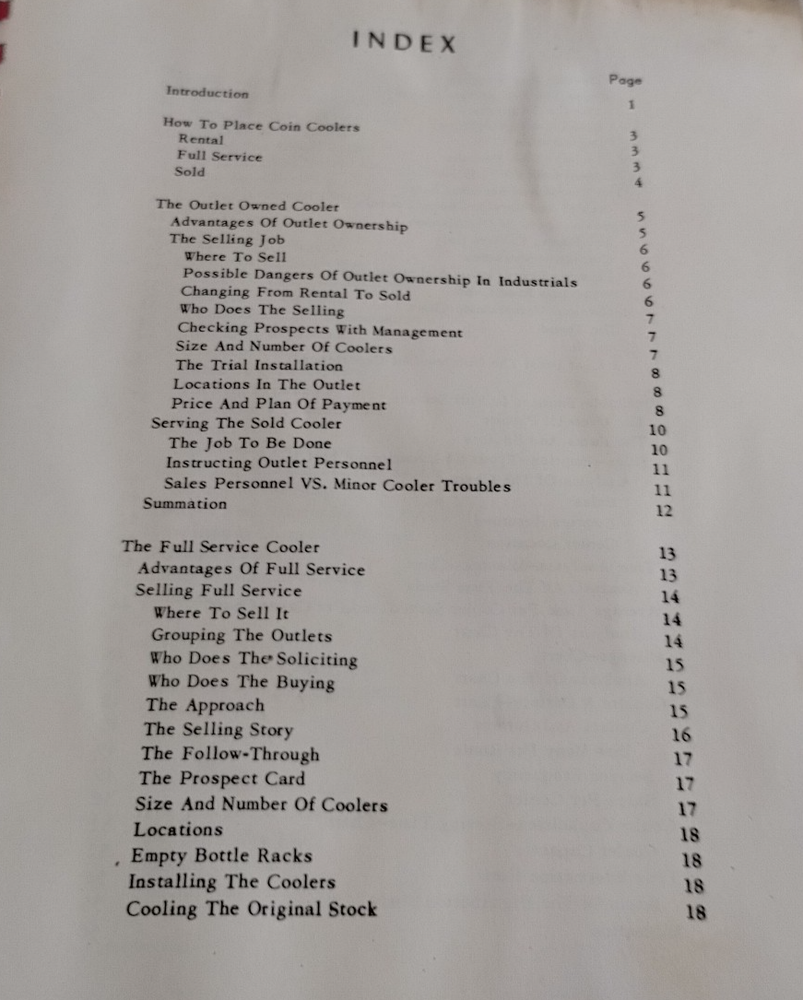 INDEX
Page
Introduction 1
How To Place Coin Coolers 3
Rental 3
Full Service 3
Sold 4
The Outlet Owned Cooler 5
Advantages Of Outlet Ownership 5
The Selling Job 6
Where To Sell 6
Possible Dangers Of Outlet Ownership In Industrials 6
Changing From Rental To Sold 6
Who Does The Selling 7
Checking Prospects With Management 7
Size And Number Of Coolers 7
The Trial Installation 8
Locations In The Outlet 8
Price And Plan Of Payment 8
Serving The Sold Cooler 10
The Job To Be Done 10
Instructing Outlet Personnel 11
Sales Personnel VS. Minor Cooler Troubles 11
Summation 12
The Full Service Cooler 13
Advantages Of Full Service 13
Selling Full Service 14
Where To Sell It 14
Grouping The Outlets 14
Who Does The Soliciting 15
Who Does The Buying 15
The Approach 15
The Selling Story 16
The Follow-Through 17
The Prospect Card 17
Size And Number Of Coolers 17
Locations 18
Empty Bottle Racks 18
Installing The Coolers 18
Cooling The Original Stock 18